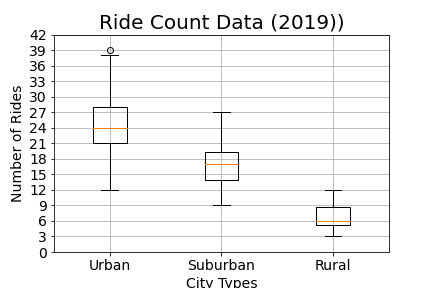 Ride Count Data (2019))
Number of Rides
42
39
36
33
30
27
24
21
18
15
12
9
6
3
0
Urban
Suburban
Rural
City Types